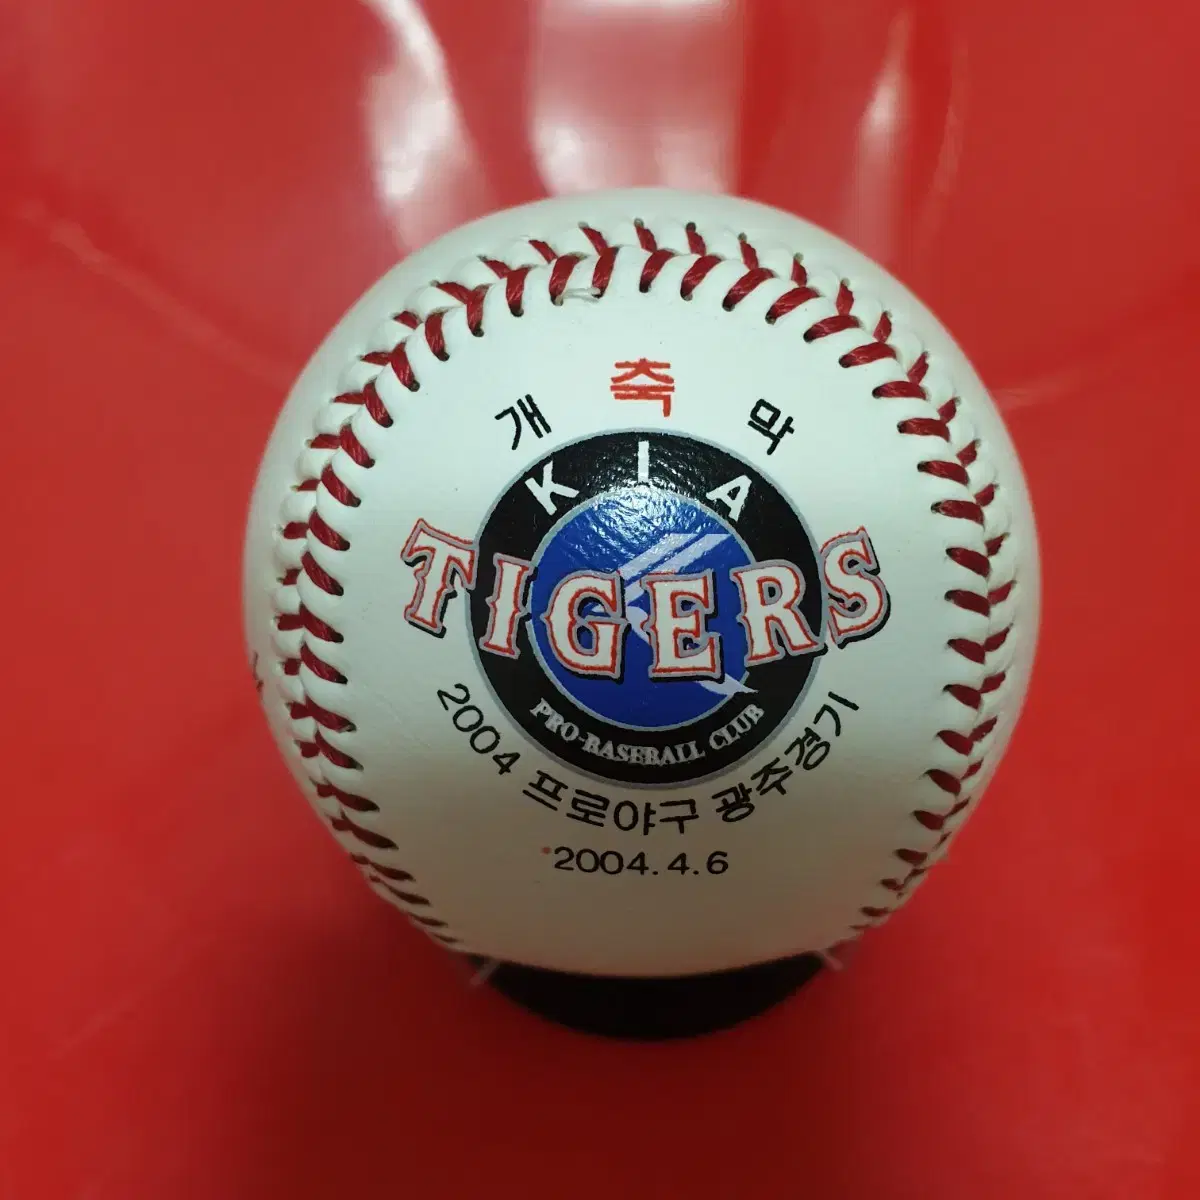 개 축 막
KIA
TIGERS
PRO-BASEBALL CLUB
2004 프로야구 광주경기
2004.4.6